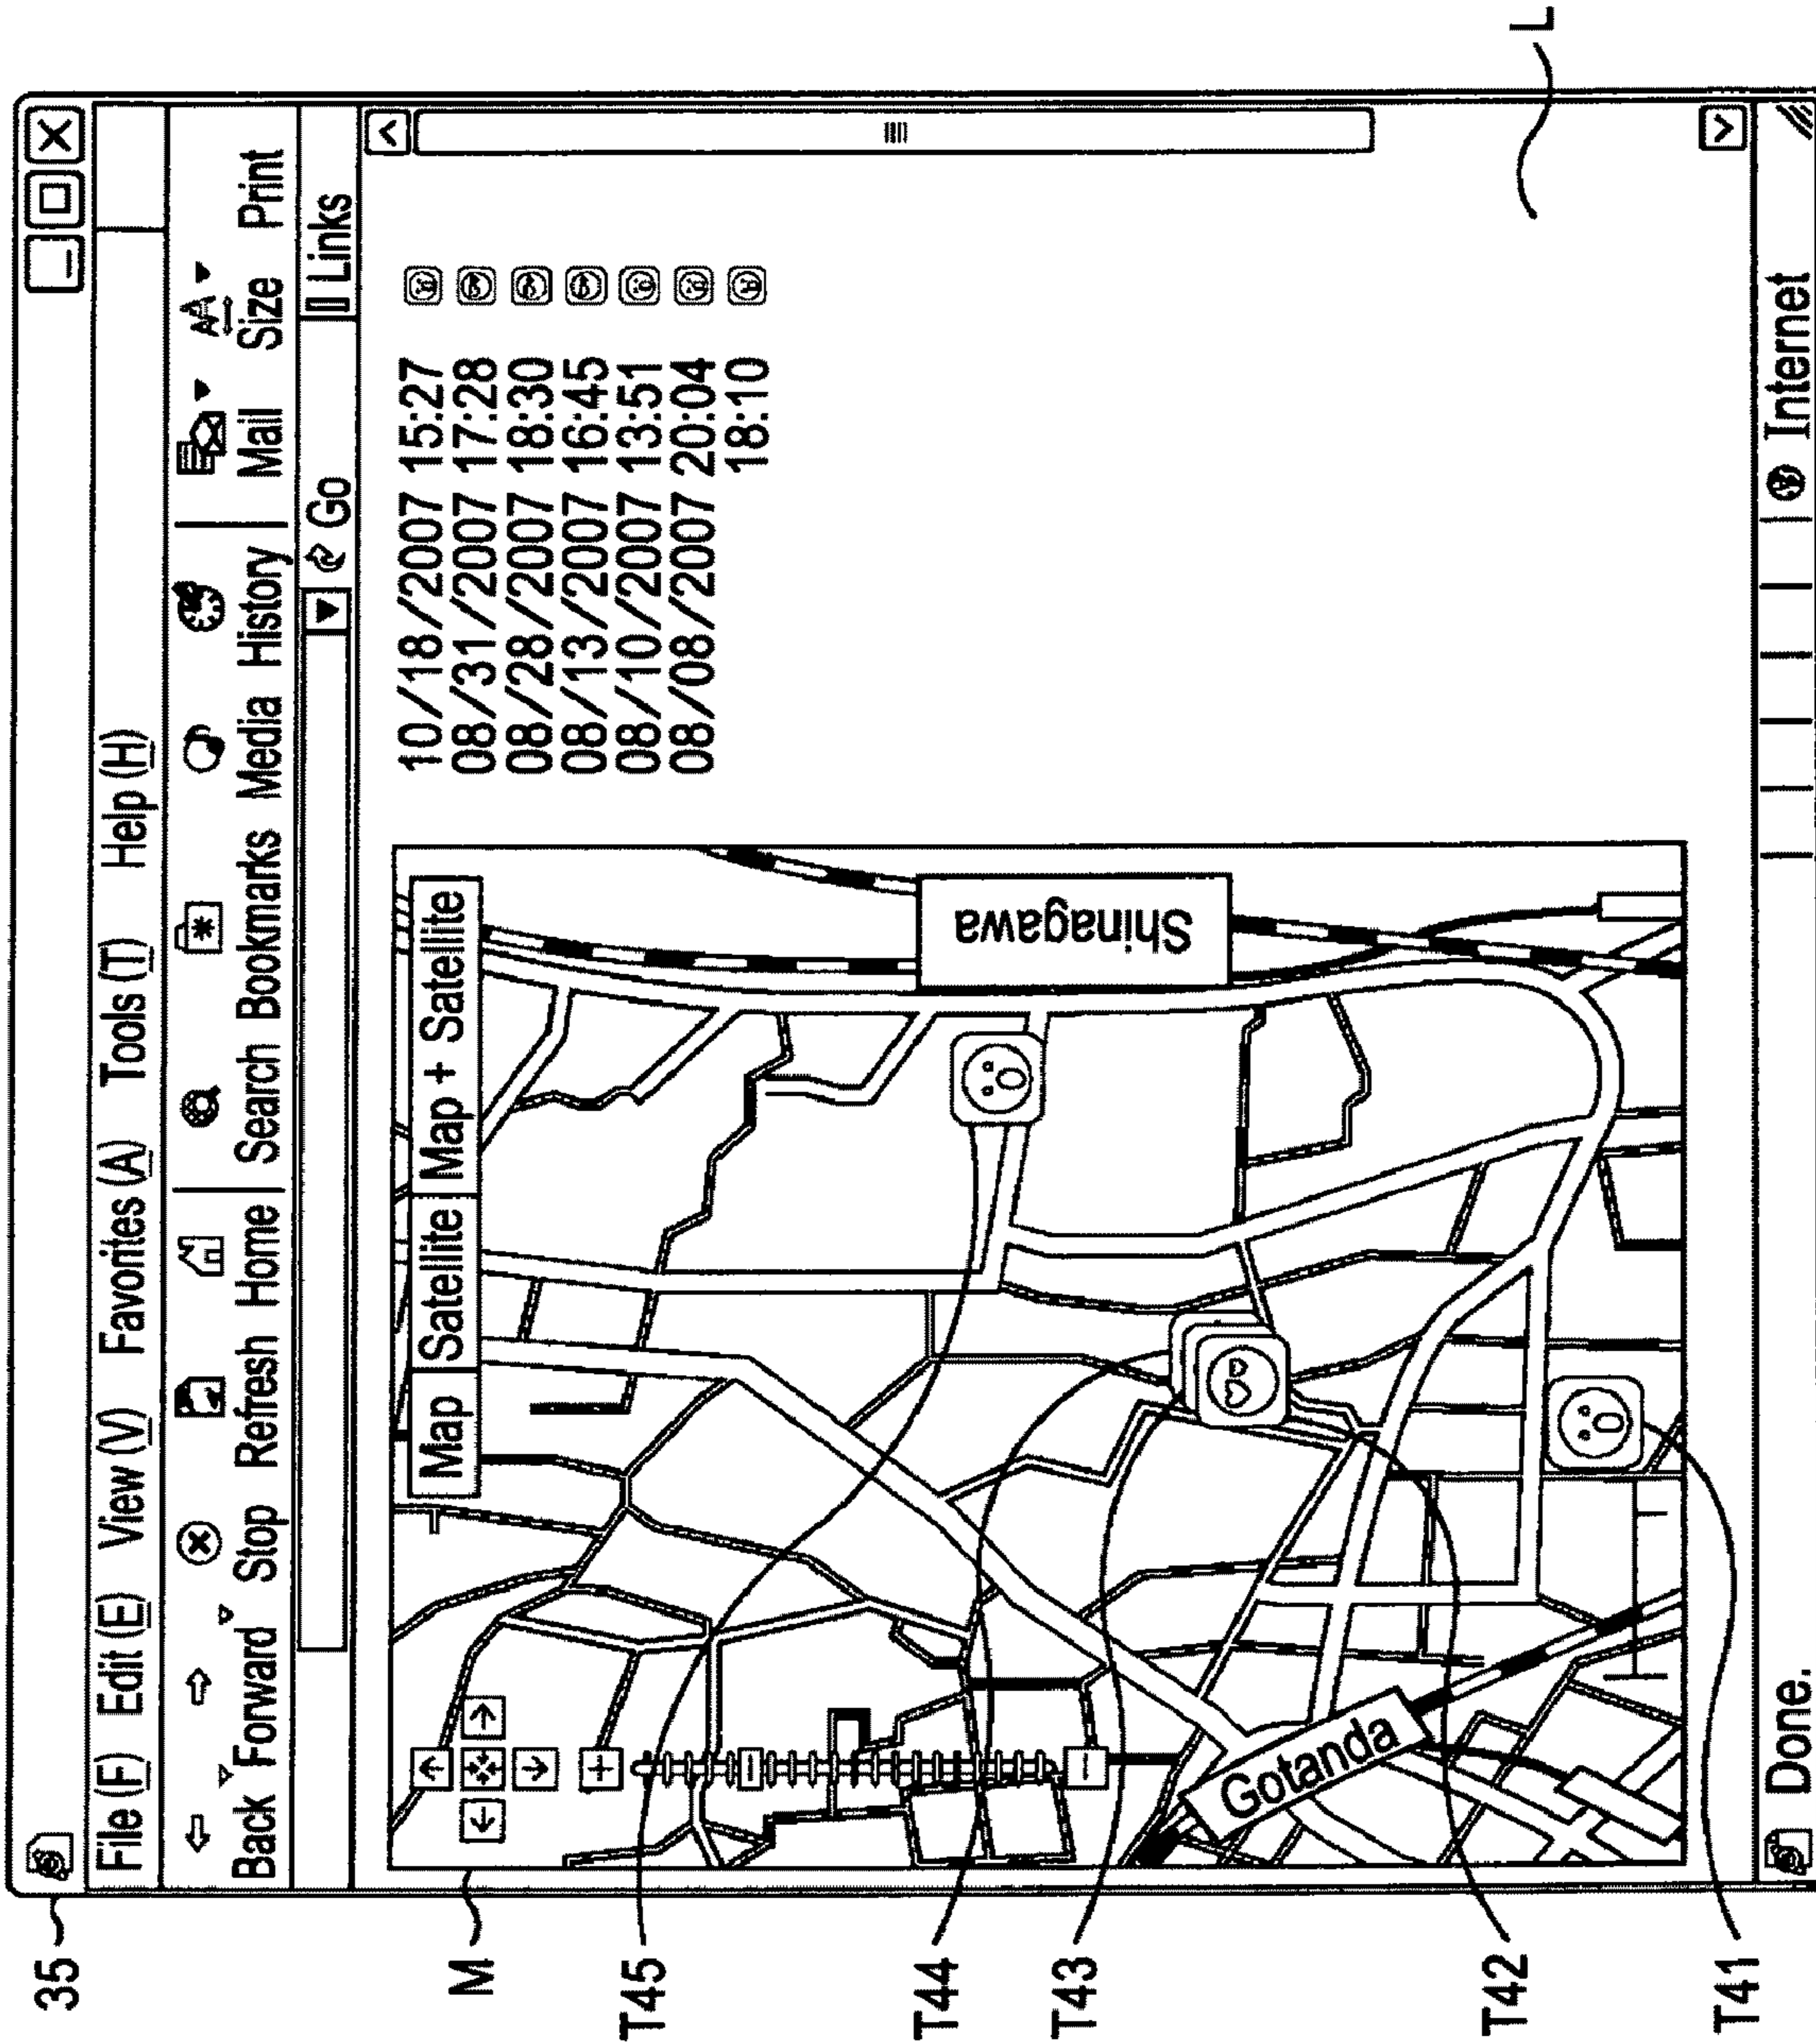 35
File (F) Edit (E) View (V) Favorites (A) Tools (T) Help (H)
Back Forward Stop Refresh Home Search Bookmarks Media History Mail Size Print
Go Links
M
Map Satellite Map + Satellite
10/18/2007 15:27
08/31/2007 17:28
08/28/2007 18:30
08/13/2007 16:45
08/10/2007 13:51
08/08/2007 20:04
18:10
T45
T44
T43
T42
T41
Shinagawa
Gotanda
L
Done. Internet